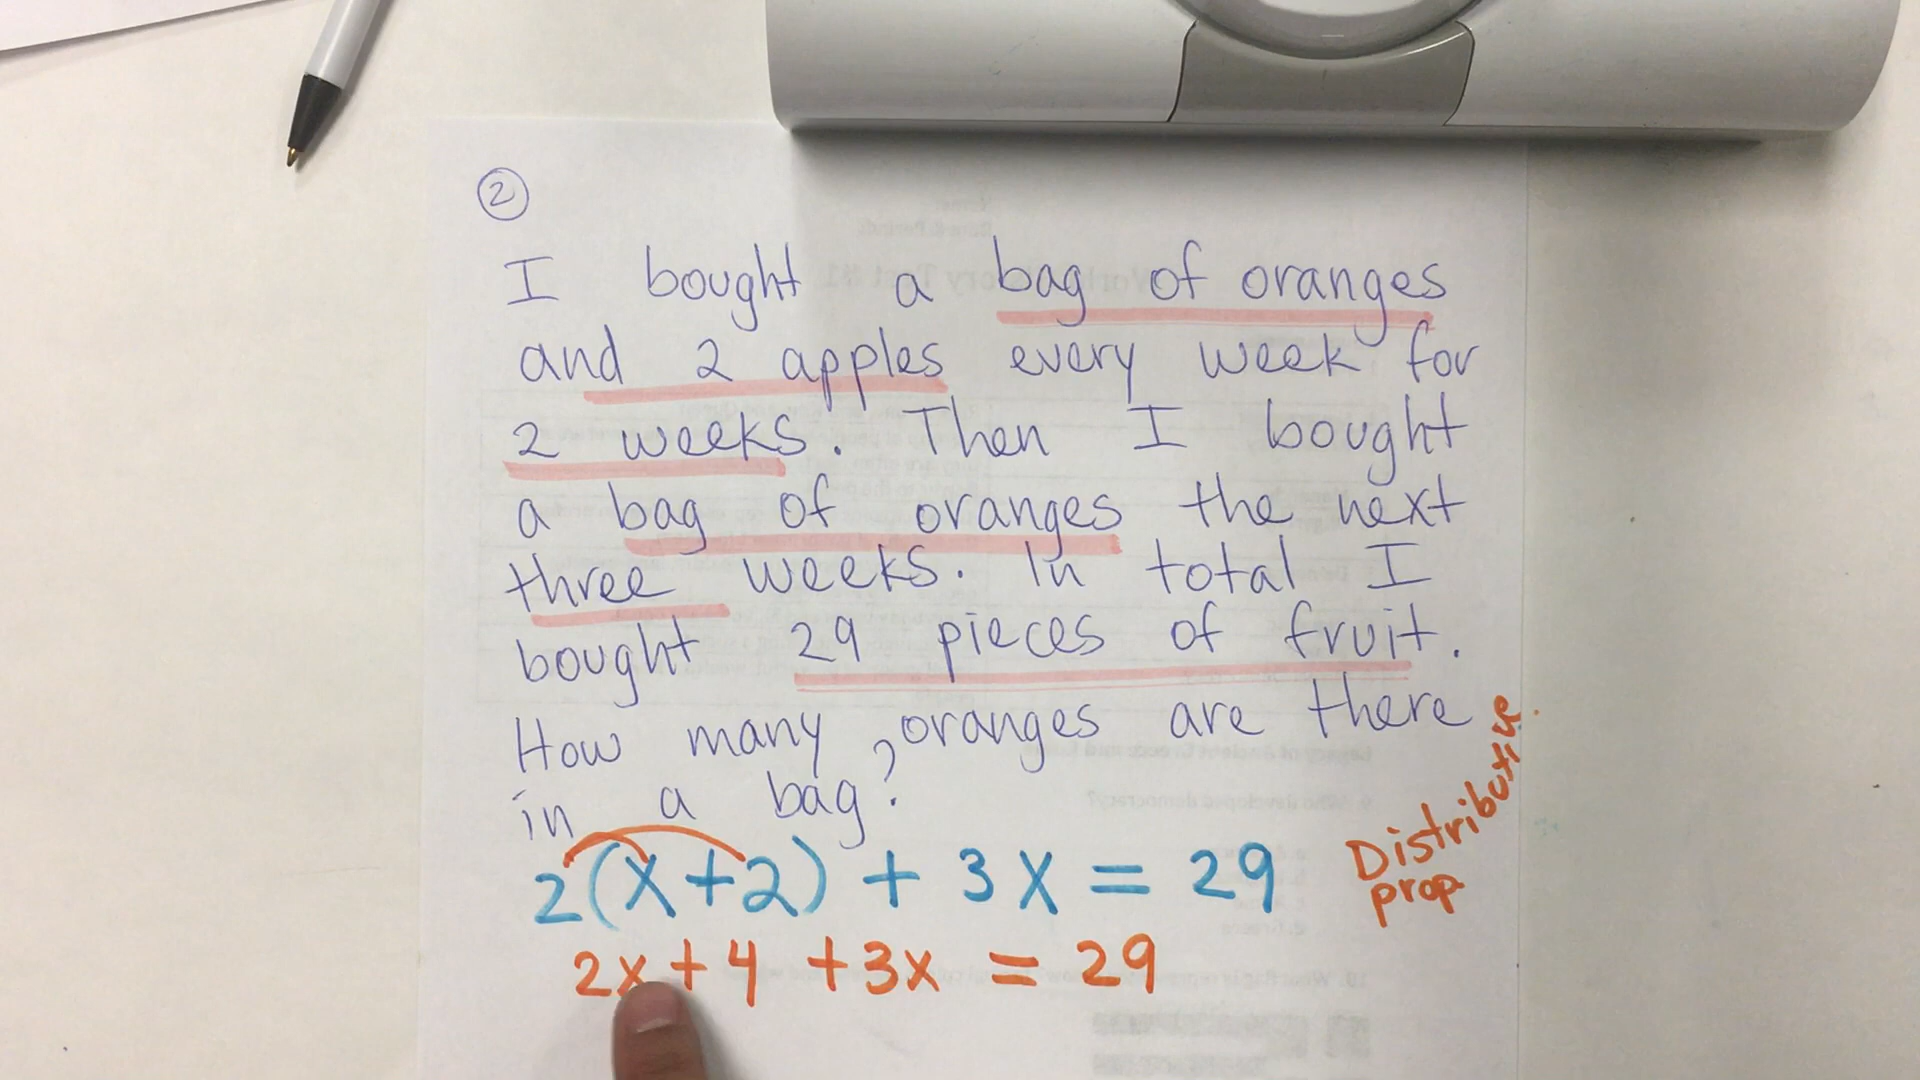 2
I bought a bag of oranges
and 2 apples every week for
2 weeks. Then I bought
a bag of oranges the next
three weeks. In total I
bought 29 pieces of fruit.
How many oranges are there
in a bag?
2(x+2) + 3x = 29
2x+4 +3x = 29
Distributive.
prop